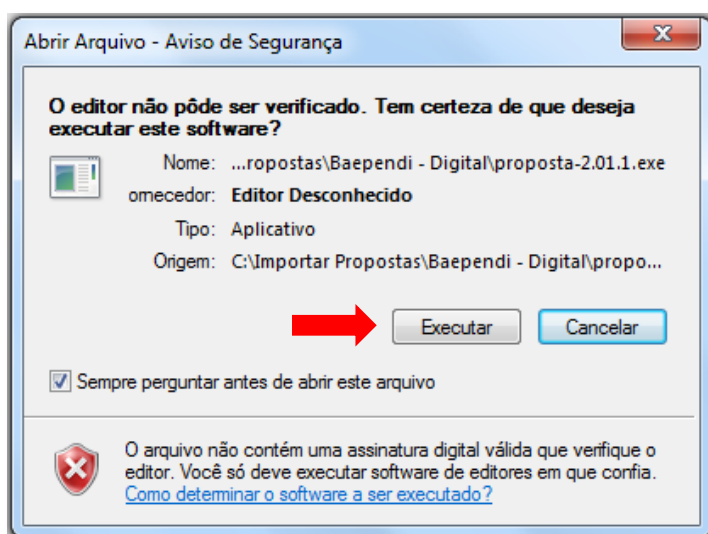 Abrir Arquivo - Aviso de Segurança
O editor não pôde ser verificado. Tem certeza de que deseja
executar este software?
Nome: ...ropostas\Baependi - Digital\proposta-2.01.1.exe
omecedor: Editor Desconhecido
Tipo: Aplicativo
Origem: C:\Importar Propostas\Baependi - Digital\propo...
Executar Cancelar
Sempre perguntar antes de abrir este arquivo
O arquivo não contém uma assinatura digital válida que verifique o
editor. Você só deve executar software de editores em que confia.
Como determinar o software a ser executado?